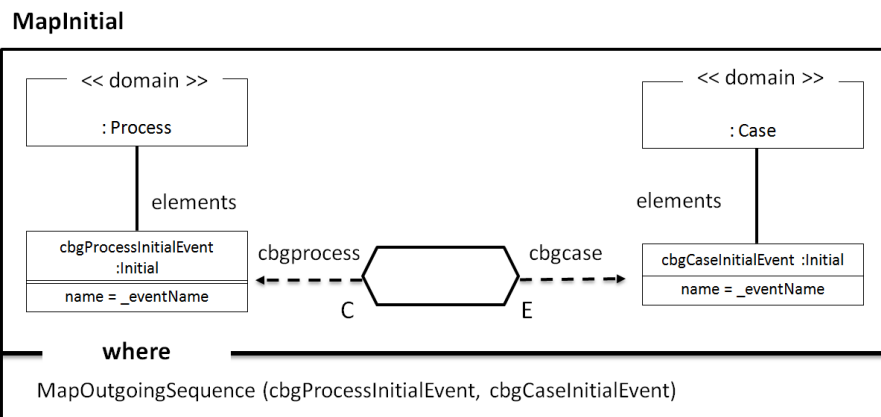 MapInitial
<< domain >>
: Process
<< domain >>
: Case
elements
elements
cbgProcessInitialEvent
:Initial
name = _eventName
cbgprocess
C
cbgcase
E
cbgCaseInitialEvent :Initial
name = _eventName
where
MapOutgoingSequence (cbgProcessInitialEvent, cbgCaseInitialEvent)